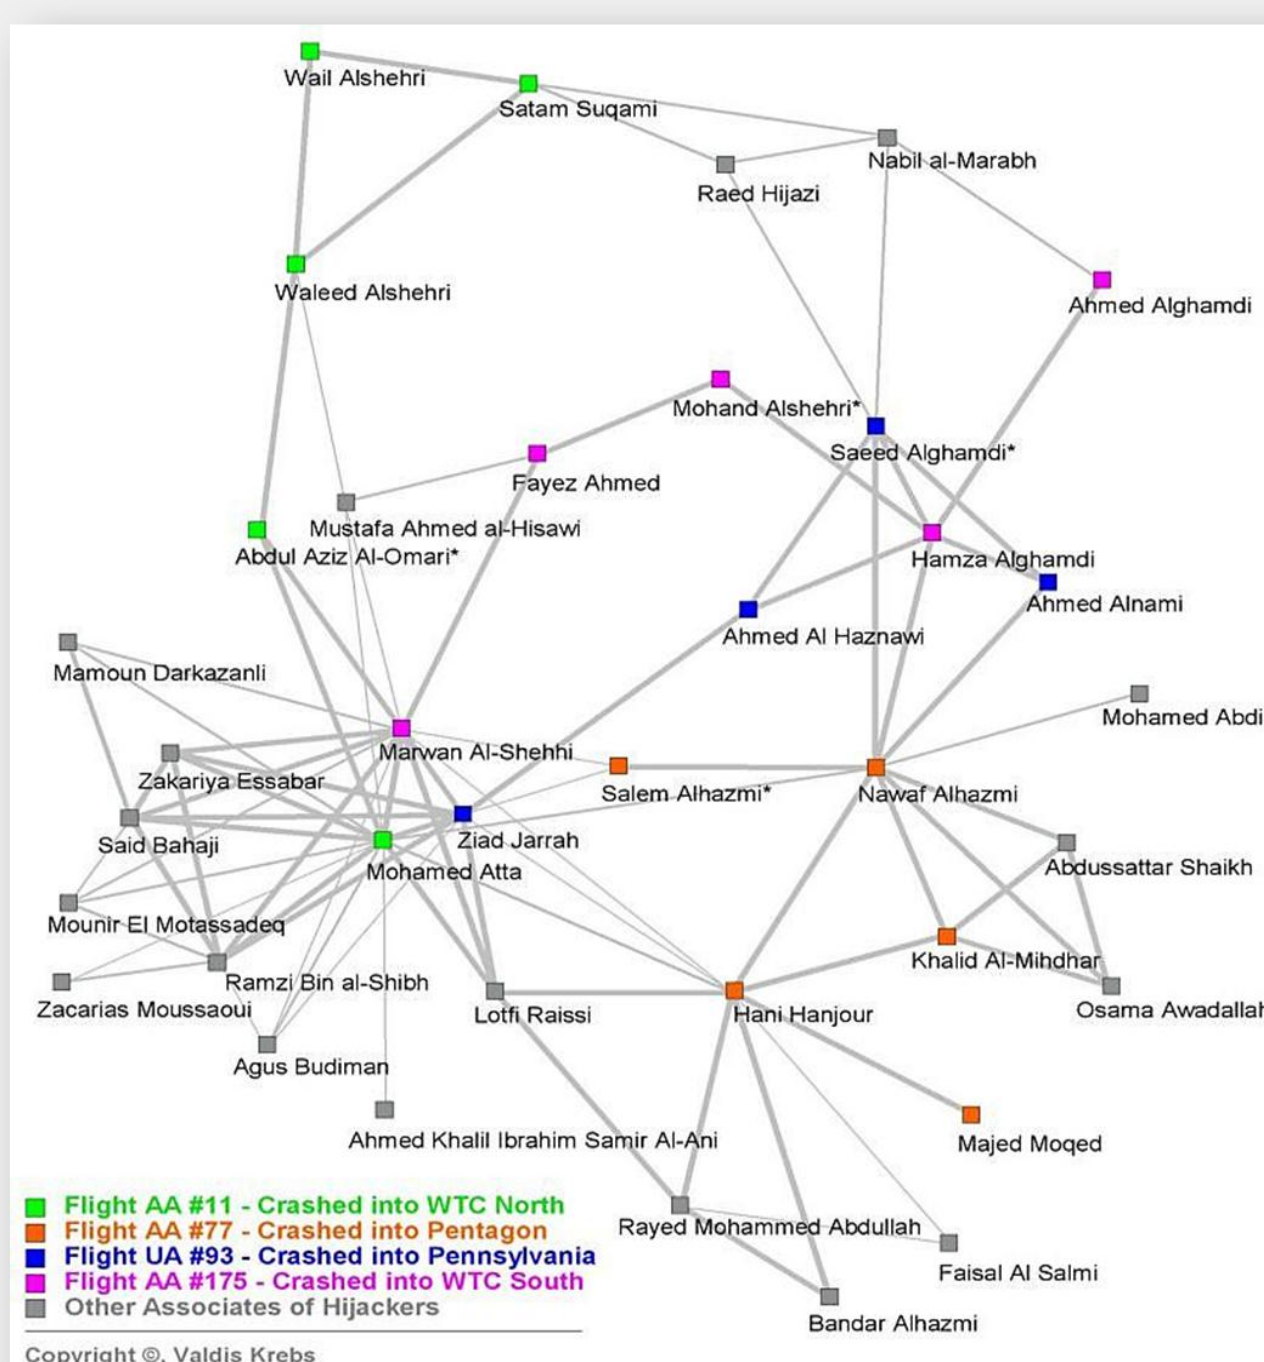 Wail Alshehri
Satam Suqami
Nabil al-Marabh
Raed Hijazi
Waleed Alshehri
Ahmed Alghamdi
Mohand Alshehri*
Saeed Alghamdi*
Fayez Ahmed
Mustafa Ahmed al-Hisawi
Abdul Aziz Al-Omari*
Hamza Alghamdi
Ahmed Alnami
Ahmed Al Haznawi
Mamoun Darkazanli
Mohamed Abdi
Marwan Al-Shehhi
Zakariya Essabar
Salem Alhazmi*
Nawaf Alhazmi
Said Bahaji
Ziad Jarrah
Mohamed Atta
Abdussattar Shaikh
Mounir El Motassadeq
Khalid Al-Mihdhar
Ramzi Bin al-Shibh
Zacarias Moussaoui
Lotfi Raissi
Hani Hanjour
Osama Awadallah
Agus Budiman
Ahmed Khalil Ibrahim Samir Al-Ani
Majed Moqed
Flight AA #11 - Crashed into WTC North
Flight AA #77 - Crashed into Pentagon
Flight UA #93 - Crashed into Pennsylvania
Flight AA #175 - Crashed into WTC South
Other Associates of Hijackers
Rayed Mohammed Abdullah
Faisal Al Salmi
Bandar Alhazmi
Copyright ©, Valdis Krebs